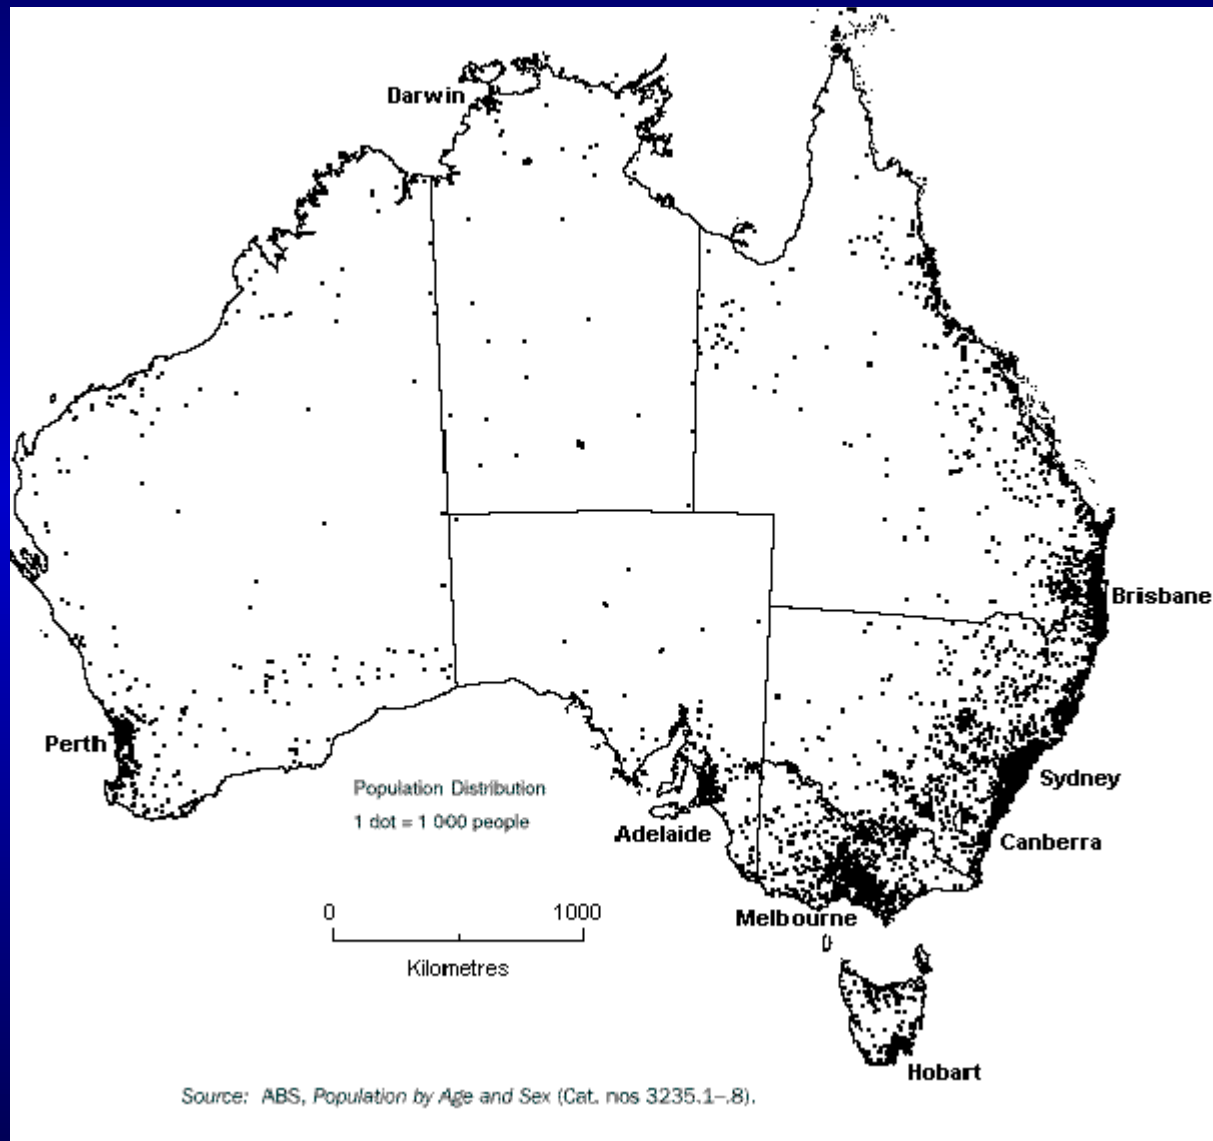 Darwin
Brisbane
Perth
Sydney
Population Distribution
1 dot = 1 000 people
Adelaide
Canberra
0 1000
Melbourne
Kilometres
Hobart
Source: ABS, Population by Age and Sex (Cat. nos 3235.1–.8).